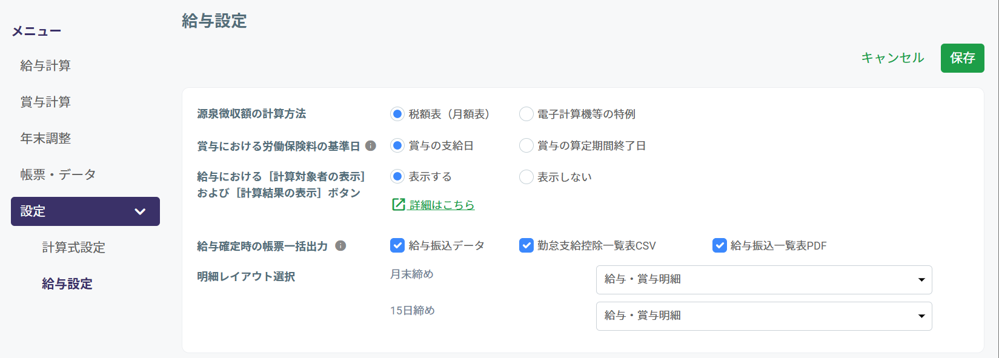 メニュー
給与計算
賞与計算
年末調整
帳票・データ
設定
計算式設定
給与設定
給与設定
キャンセル 保存
源泉徴収額の計算方法 税額表（月額表） 電子計算機等の特例
賞与における労働保険料の基準日 賞与の支給日 賞与の算定期間終了日
給与における［計算対象者の表示］ 表示する 表示しない
および［計算結果の表示］ボタン
詳細はこちら
給与確定時の帳票一括出力 給与振込データ 勤怠支給控除一覧表CSV 給与振込一覧表PDF
明細レイアウト選択 月末締め 給与・賞与明細
15日締め 給与・賞与明細